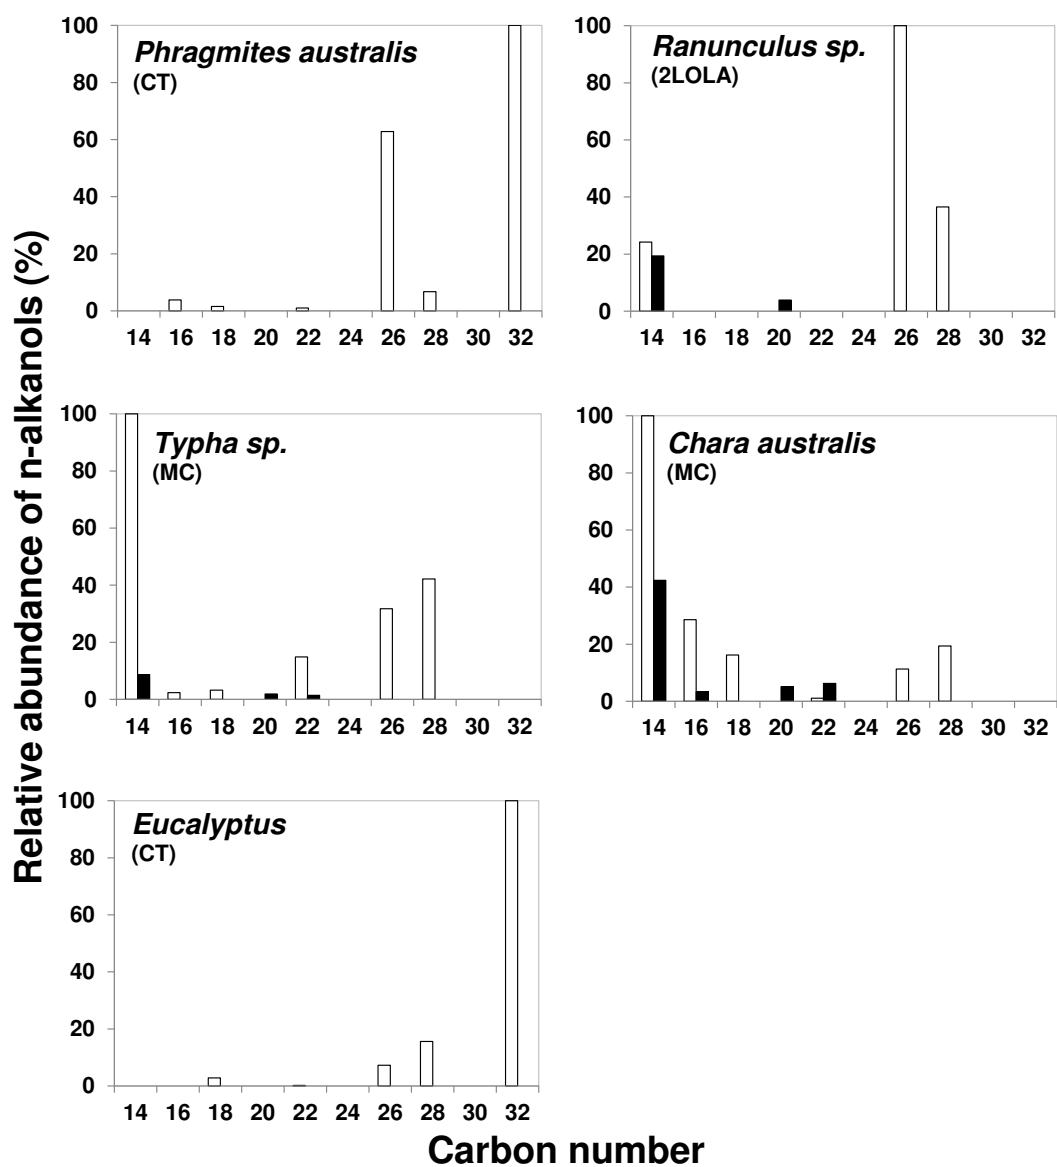 Relative abundance of n-alkanols (%)
Phragmites australis
(CT)
100
80
60
40
20
0
14 16 18 20 22 24 26 28 30 32
Ranunculus sp.
(2LOLA)
100
80
60
40
20
0
14 16 18 20 22 24 26 28 30 32
Typha sp.
(MC)
100
80
60
40
20
0
14 16 18 20 22 24 26 28 30 32
Chara australis
(MC)
100
80
60
40
20
0
14 16 18 20 22 24 26 28 30 32
Eucalyptus
(CT)
100
80
60
40
20
0
14 16 18 20 22 24 26 28 30 32
Carbon number